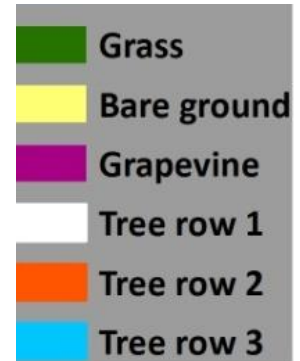 Grass
Bare ground
Grapevine
Tree row 1
Tree row 2
Tree row 3